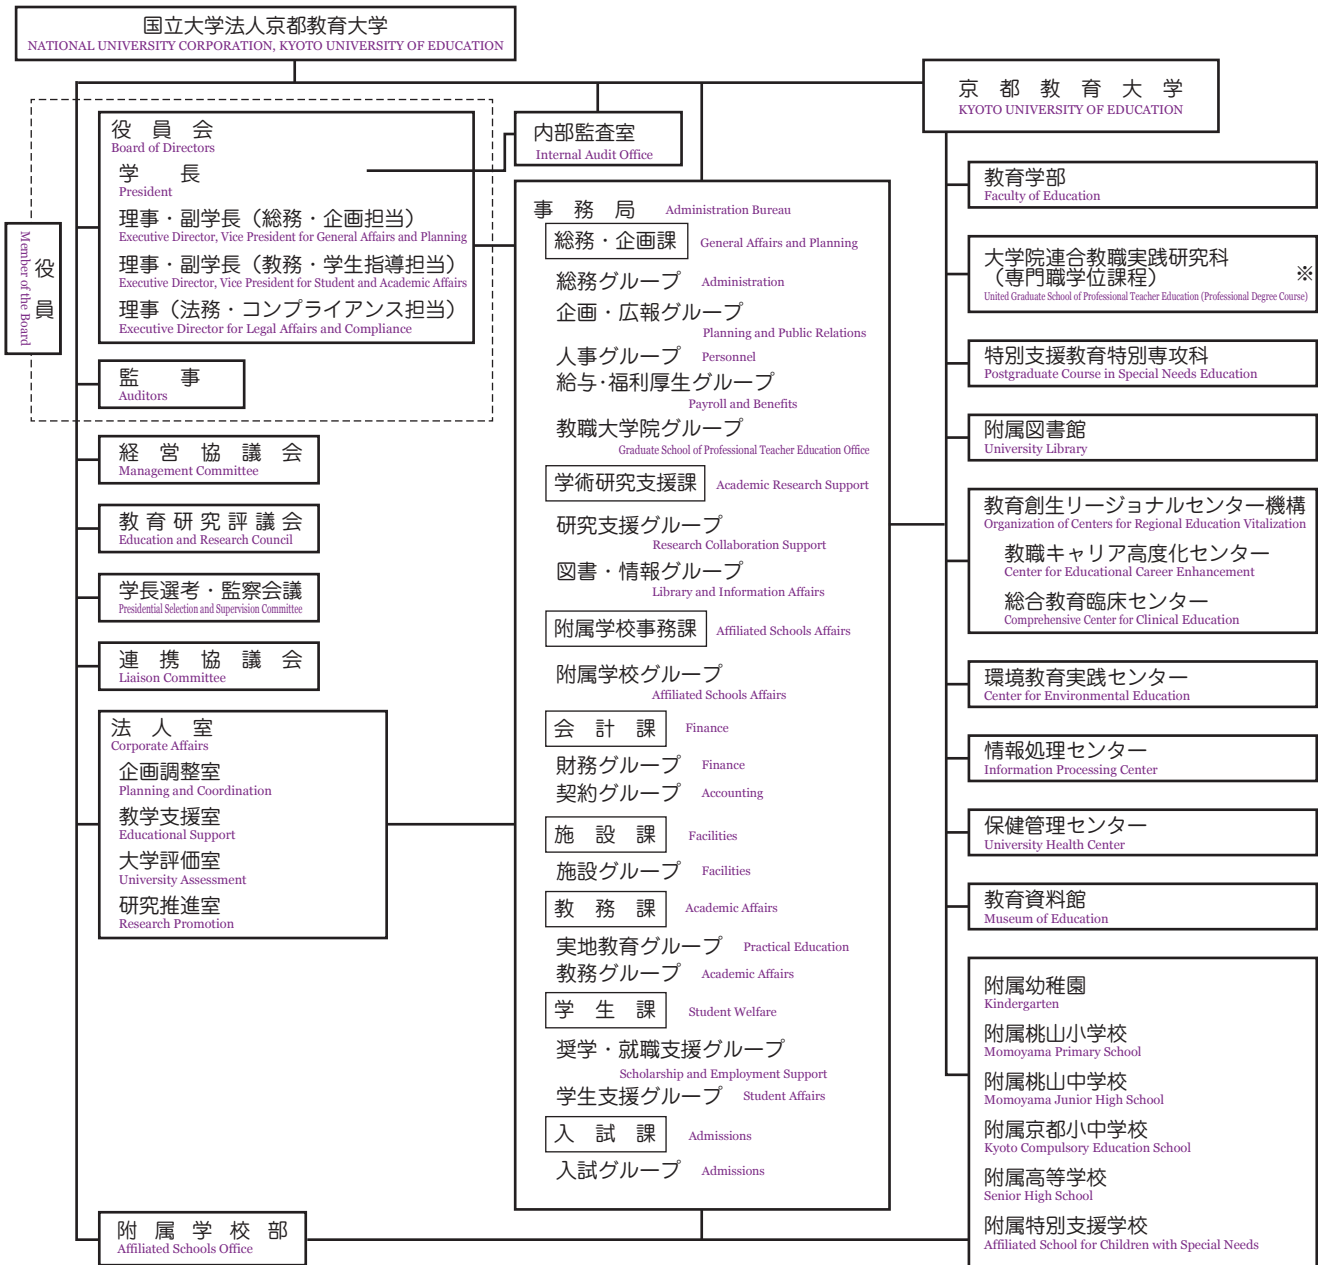 国立大学法人京都教育大学
NATIONAL UNIVERSITY CORPORATION, KYOTO UNIVERSITY OF EDUCATION
役員
Member of the Board
役員会
Board of Directors
学長
President
理事・副学長（総務・企画担当）
Executive Director, Vice President for General Affairs and Planning
理事・副学長（教務・学生指導担当）
Executive Director, Vice President for Student and Academic Affairs
理事（法務・コンプライアンス担当）
Executive Director for Legal Affairs and Compliance
監事
Auditors
経営協議会
Management Committee
教育研究評議会
Education and Research Council
学長選考・監察会議
Presidential Selection and Supervision Committee
連携協議会
Liaison Committee
法人室
Corporate Affairs
企画調整室
Planning and Coordination
教学支援室
Educational Support
大学評価室
University Assessment
研究推進室
Research Promotion
附属学校部
Affiliated Schools Office
内部監査室
Internal Audit Office
事務局 Administration Bureau
総務・企画課 General Affairs and Planning
総務グループ Administration
企画・広報グループ
Planning and Public Relations
人事グループ Personnel
給与・福利厚生グループ
Payroll and Benefits
教職大学院グループ
Graduate School of Professional Teacher Education Office
学術研究支援課 Academic Research Support
研究支援グループ
Research Collaboration Support
図書・情報グループ
Library and Information Affairs
附属学校事務課 Affiliated Schools Affairs
附属学校グループ
Affiliated Schools Affairs
会計課 Finance
財務グループ Finance
契約グループ Accounting
施設課 Facilities
施設グループ Facilities
教務課 Academic Affairs
実地教育グループ Practical Education
教務グループ Academic Affairs
学生課 Student Welfare
奨学・就職支援グループ
Scholarship and Employment Support
学生支援グループ Student Affairs
入試課 Admissions
入試グループ Admissions
京都教育大学
KYOTO UNIVERSITY OF EDUCATION
教育学部
Faculty of Education
大学院連合教職実践研究科
（専門職学位課程） ※
United Graduate School of Professional Teacher Education (Professional Degree Course)
特別支援教育特別専攻科
Postgraduate Course in Special Needs Education
附属図書館
University Library
教育創生リージョナルセンター機構
Organization of Centers for Regional Education Vitalization
教職キャリア高度化センター
Center for Educational Career Enhancement
総合教育臨床センター
Comprehensive Center for Clinical Education
環境教育実践センター
Center for Environmental Education
情報処理センター
Information Processing Center
保健管理センター
University Health Center
教育資料館
Museum of Education
附属幼稚園
Kindergarten
附属桃山小学校
Momoyama Primary School
附属桃山中学校
Momoyama Junior High School
附属京都小中学校
Kyoto Compulsory Education School
附属高等学校
Senior High School
附属特別支援学校
Affiliated School for Children with Special Needs